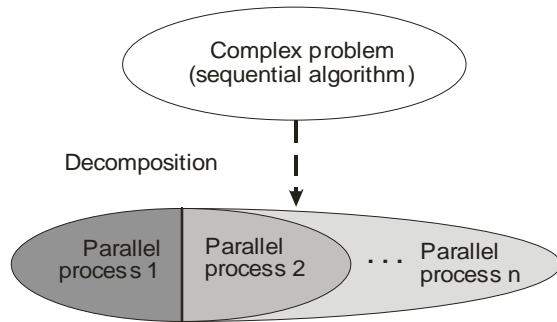 Complex problem
(sequential algorithm)
Decomposition
Parallel
process 1
Parallel
process 2
. . .
Parallel
process n